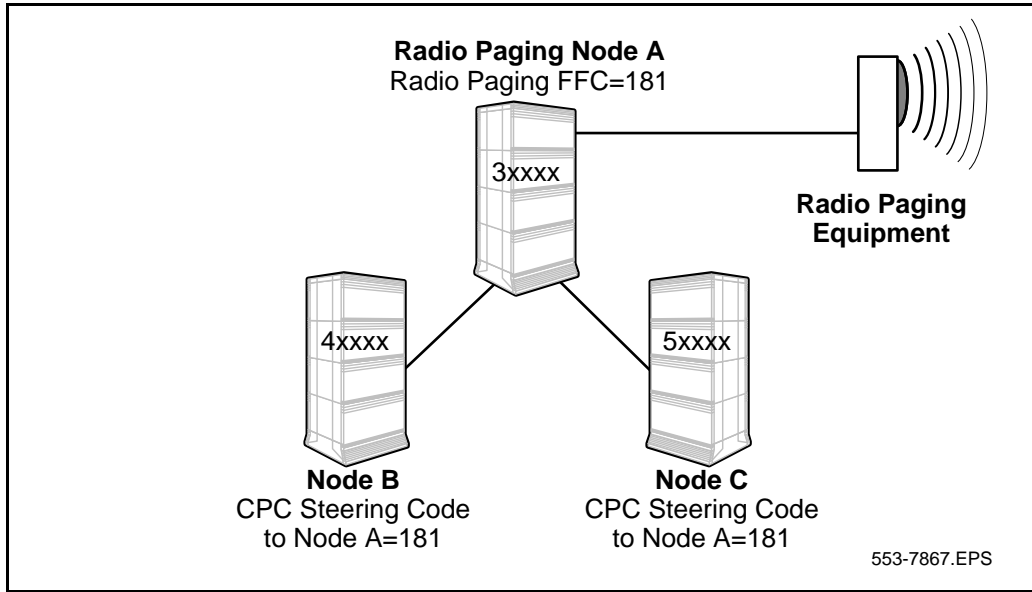 Radio Paging Node A
Radio Paging FFC=181
3xxxx
Radio Paging
Equipment
4xxxx
5xxxx
Node B
CPC Steering Code
to Node A=181
Node C
CPC Steering Code
to Node A=181
553-7867.EPS